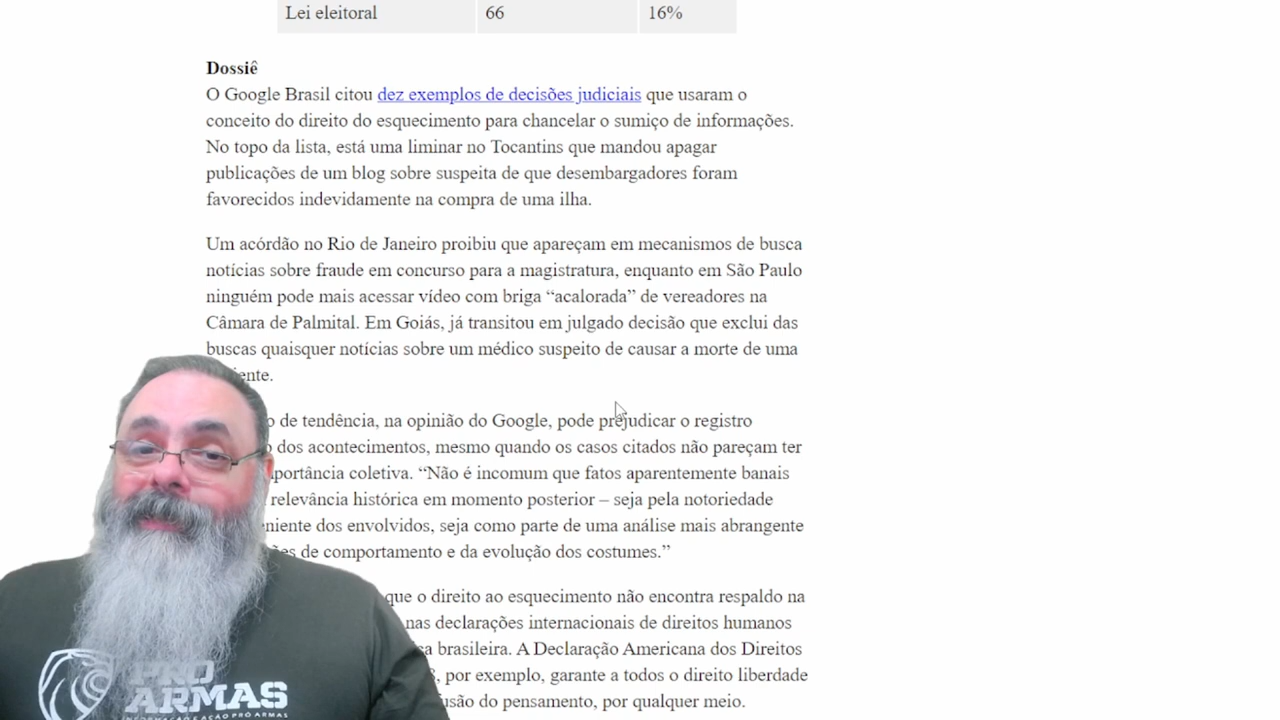 Lei eleitoral 66 16%
Dossiê
O Google Brasil citou dez exemplos de decisões judiciais que usaram o
conceito do direito do esquecimento para chancelar o sumiço de informações.
No topo da lista, está uma liminar no Tocantins que mandou apagar
publicações de um blog sobre suspeita de que desembargadores foram
favorecidos indevidamente na compra de uma ilha.
Um acórdão no Rio de Janeiro proibiu que apareçam em mecanismos de busca
notícias sobre fraude em concurso para a magistratura, enquanto em São Paulo
ninguém pode mais acessar vídeo com briga “acalorada” de vereadores na
Câmara de Palmital. Em Goiás, já transitou em julgado decisão que exclui das
buscas quaisquer notícias sobre um médico suspeito de causar a morte de uma
de tendência, na opinião do Google, pode prejudicar o registro
dos acontecimentos, mesmo quando os casos citados não pareçam ter
coletiva. “Não é incomum que fatos aparentemente banais
relevância histórica em momento posterior – seja pela notoriedade
dos envolvidos, seja como parte de uma análise mais abrangente
de comportamento e da evolução dos costumes.”
que o direito ao esquecimento não encontra respaldo na
nas declarações internacionais de direitos humanos
brasileira. A Declaração Americana dos Direitos
, por exemplo, garante a todos o direito liberdade
do pensamento, por qualquer meio.
PRO
ARMAS
INFORMAÇÃO E AÇÃO PRÓ ARMAS